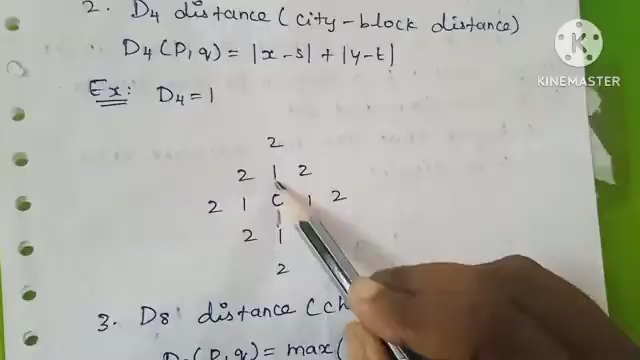 2. D4 distance (city-block distance)
D4(P,q) = |x-s| + |y-t|
K
KINEMASTER
Ex: D4=1
2
2 1 2
2 1 C 1 2
2 1
2
3. D8 distance (ch
= max(